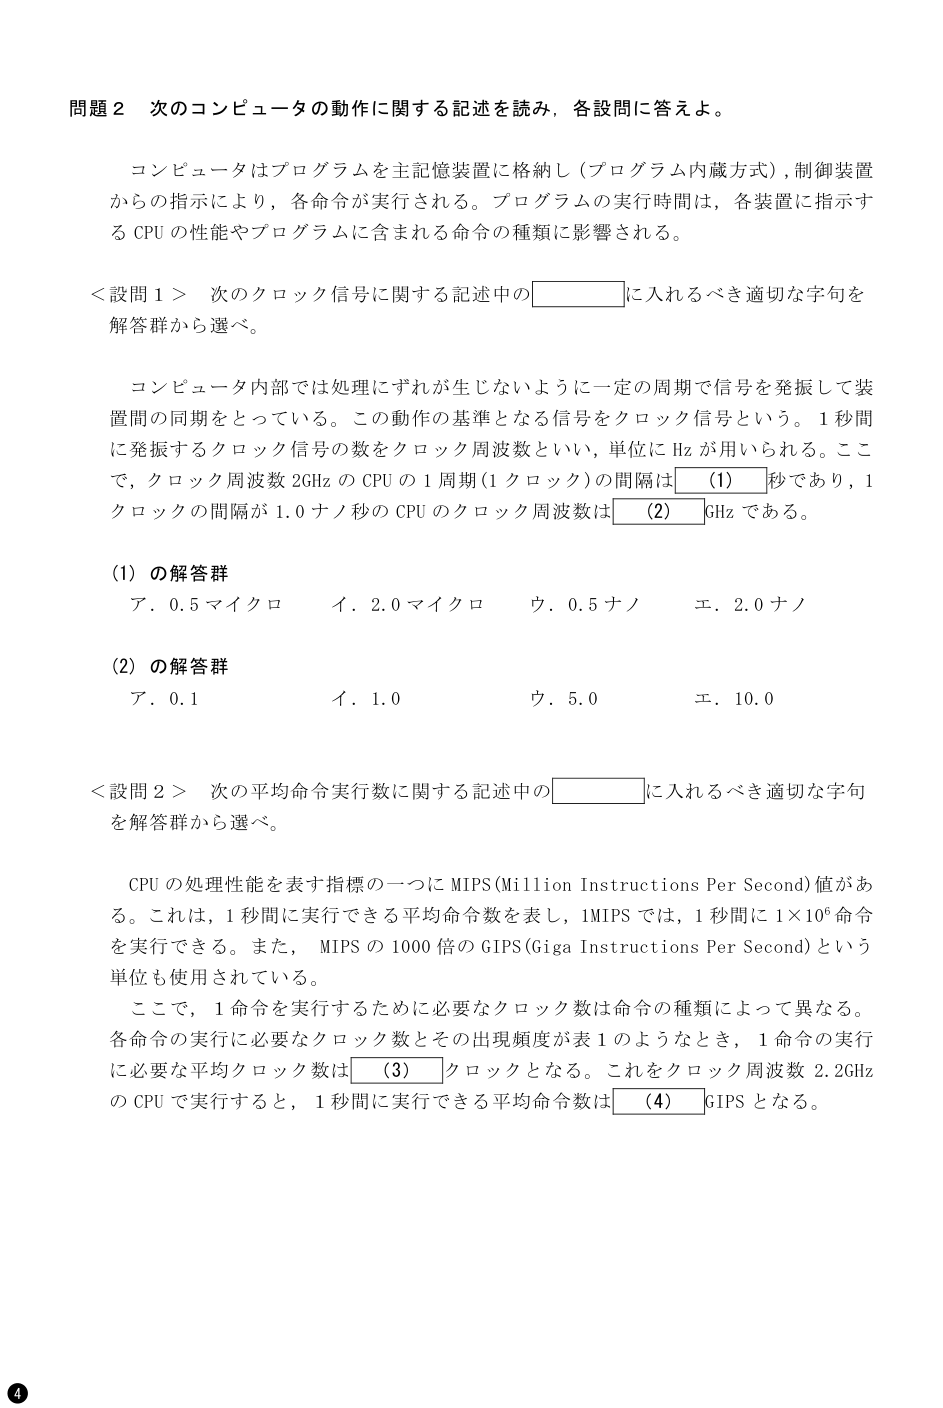 問題２　次のコンピュータの動作に関する記述を読み，各設問に答えよ。
コンピュータはプログラムを主記憶装置に格納し（プログラム内蔵方式），制御装置
からの指示により，各命令が実行される。プログラムの実行時間は，各装置に指示す
る CPU の性能やプログラムに含まれる命令の種類に影響される。
＜設問１＞　次のクロック信号に関する記述中の　　　　に入れるべき適切な字句を
解答群から選べ。
コンピュータ内部では処理にずれが生じないように一定の周期で信号を発振して装
置間の同期をとっている。この動作の基準となる信号をクロック信号という。１秒間
に発振するクロック信号の数をクロック周波数といい，単位に Hz が用いられる。ここ
で，クロック周波数 2GHz の CPU の 1 周期(1 クロック)の間隔は　(1)　秒であり，1
クロックの間隔が 1.0 ナノ秒の CPU のクロック周波数は　(2)　GHz である。
(1) の解答群
ア．0.5 マイクロ　　イ．2.0 マイクロ　　ウ．0.5 ナノ　　エ．2.0 ナノ
(2) の解答群
ア．0.1　　イ．1.0　　ウ．5.0　　エ．10.0
＜設問２＞　次の平均命令実行数に関する記述中の　　　　に入れるべき適切な字句
を解答群から選べ。
CPU の処理性能を表す指標の一つに MIPS(Million Instructions Per Second)値があ
る。これは，1 秒間に実行できる平均命令数を表し，1MIPS では，1 秒間に 1×10⁶ 命令
を実行できる。また，　MIPS の 1000 倍の GIPS(Giga Instructions Per Second)という
単位も使用されている。
ここで，１命令を実行するために必要なクロック数は命令の種類によって異なる。
各命令の実行に必要なクロック数とその出現頻度が表１のようなとき，１命令の実行
に必要な平均クロック数は　(3)　クロックとなる。これをクロック周波数 2.2GHz
の CPU で実行すると，１秒間に実行できる平均命令数は　(4)　GIPS となる。
4